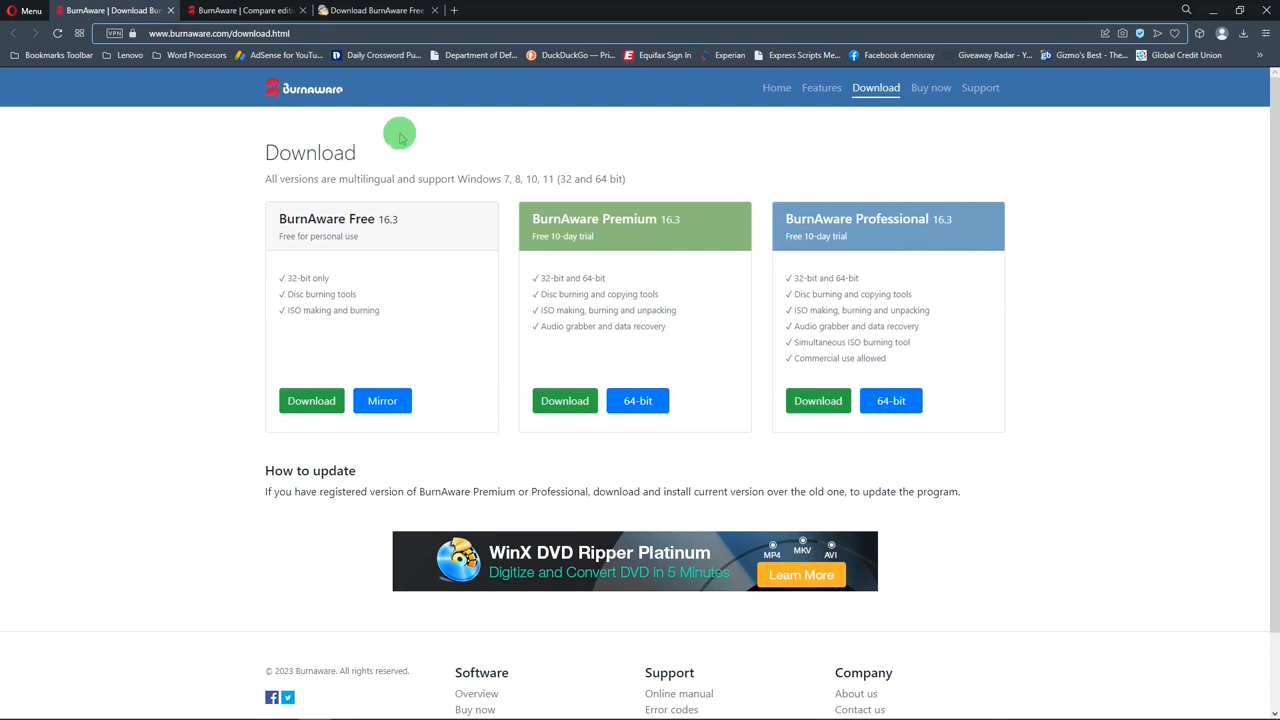 Menu
BurnAware | Download Bur
BurnAware | Compare editi
Download BurnAware Free
VPN
www.burnaware.com/download.html
Bookmarks Toolbar
Lenovo
Word Processors
AdSense for YouTu...
Daily Crossword Pu...
Department of Def...
DuckDuckGo — Pri...
Equifax Sign In
Experian
Express Scripts Me...
Facebook dennisray
Giveaway Radar - Y...
Gizmo's Best - The...
Global Credit Union
»
Burnaware
Home
Features
Download
Buy now
Support
Download
All versions are multilingual and support Windows 7, 8, 10, 11 (32 and 64 bit)
BurnAware Free 16.3
Free for personal use
✓ 32-bit only
✓ Disc burning tools
✓ ISO making and burning
Download
Mirror
BurnAware Premium 16.3
Free 10-day trial
✓ 32-bit and 64-bit
✓ Disc burning and copying tools
✓ ISO making, burning and unpacking
✓ Audio grabber and data recovery
Download
64-bit
BurnAware Professional 16.3
Free 10-day trial
✓ 32-bit and 64-bit
✓ Disc burning and copying tools
✓ ISO making, burning and unpacking
✓ Audio grabber and data recovery
✓ Simultaneous ISO burning tool
✓ Commercial use allowed
Download
64-bit
How to update
If you have registered version of BurnAware Premium or Professional, download and install current version over the old one, to update the program.
WinX DVD Ripper Platinum
Digitize and Convert DVD in 5 Minutes
MP4
MKV
AVI
Learn More
© 2023 Burnaware. All rights reserved.
Software
Overview
Buy now
Support
Online manual
Error codes
Company
About us
Contact us